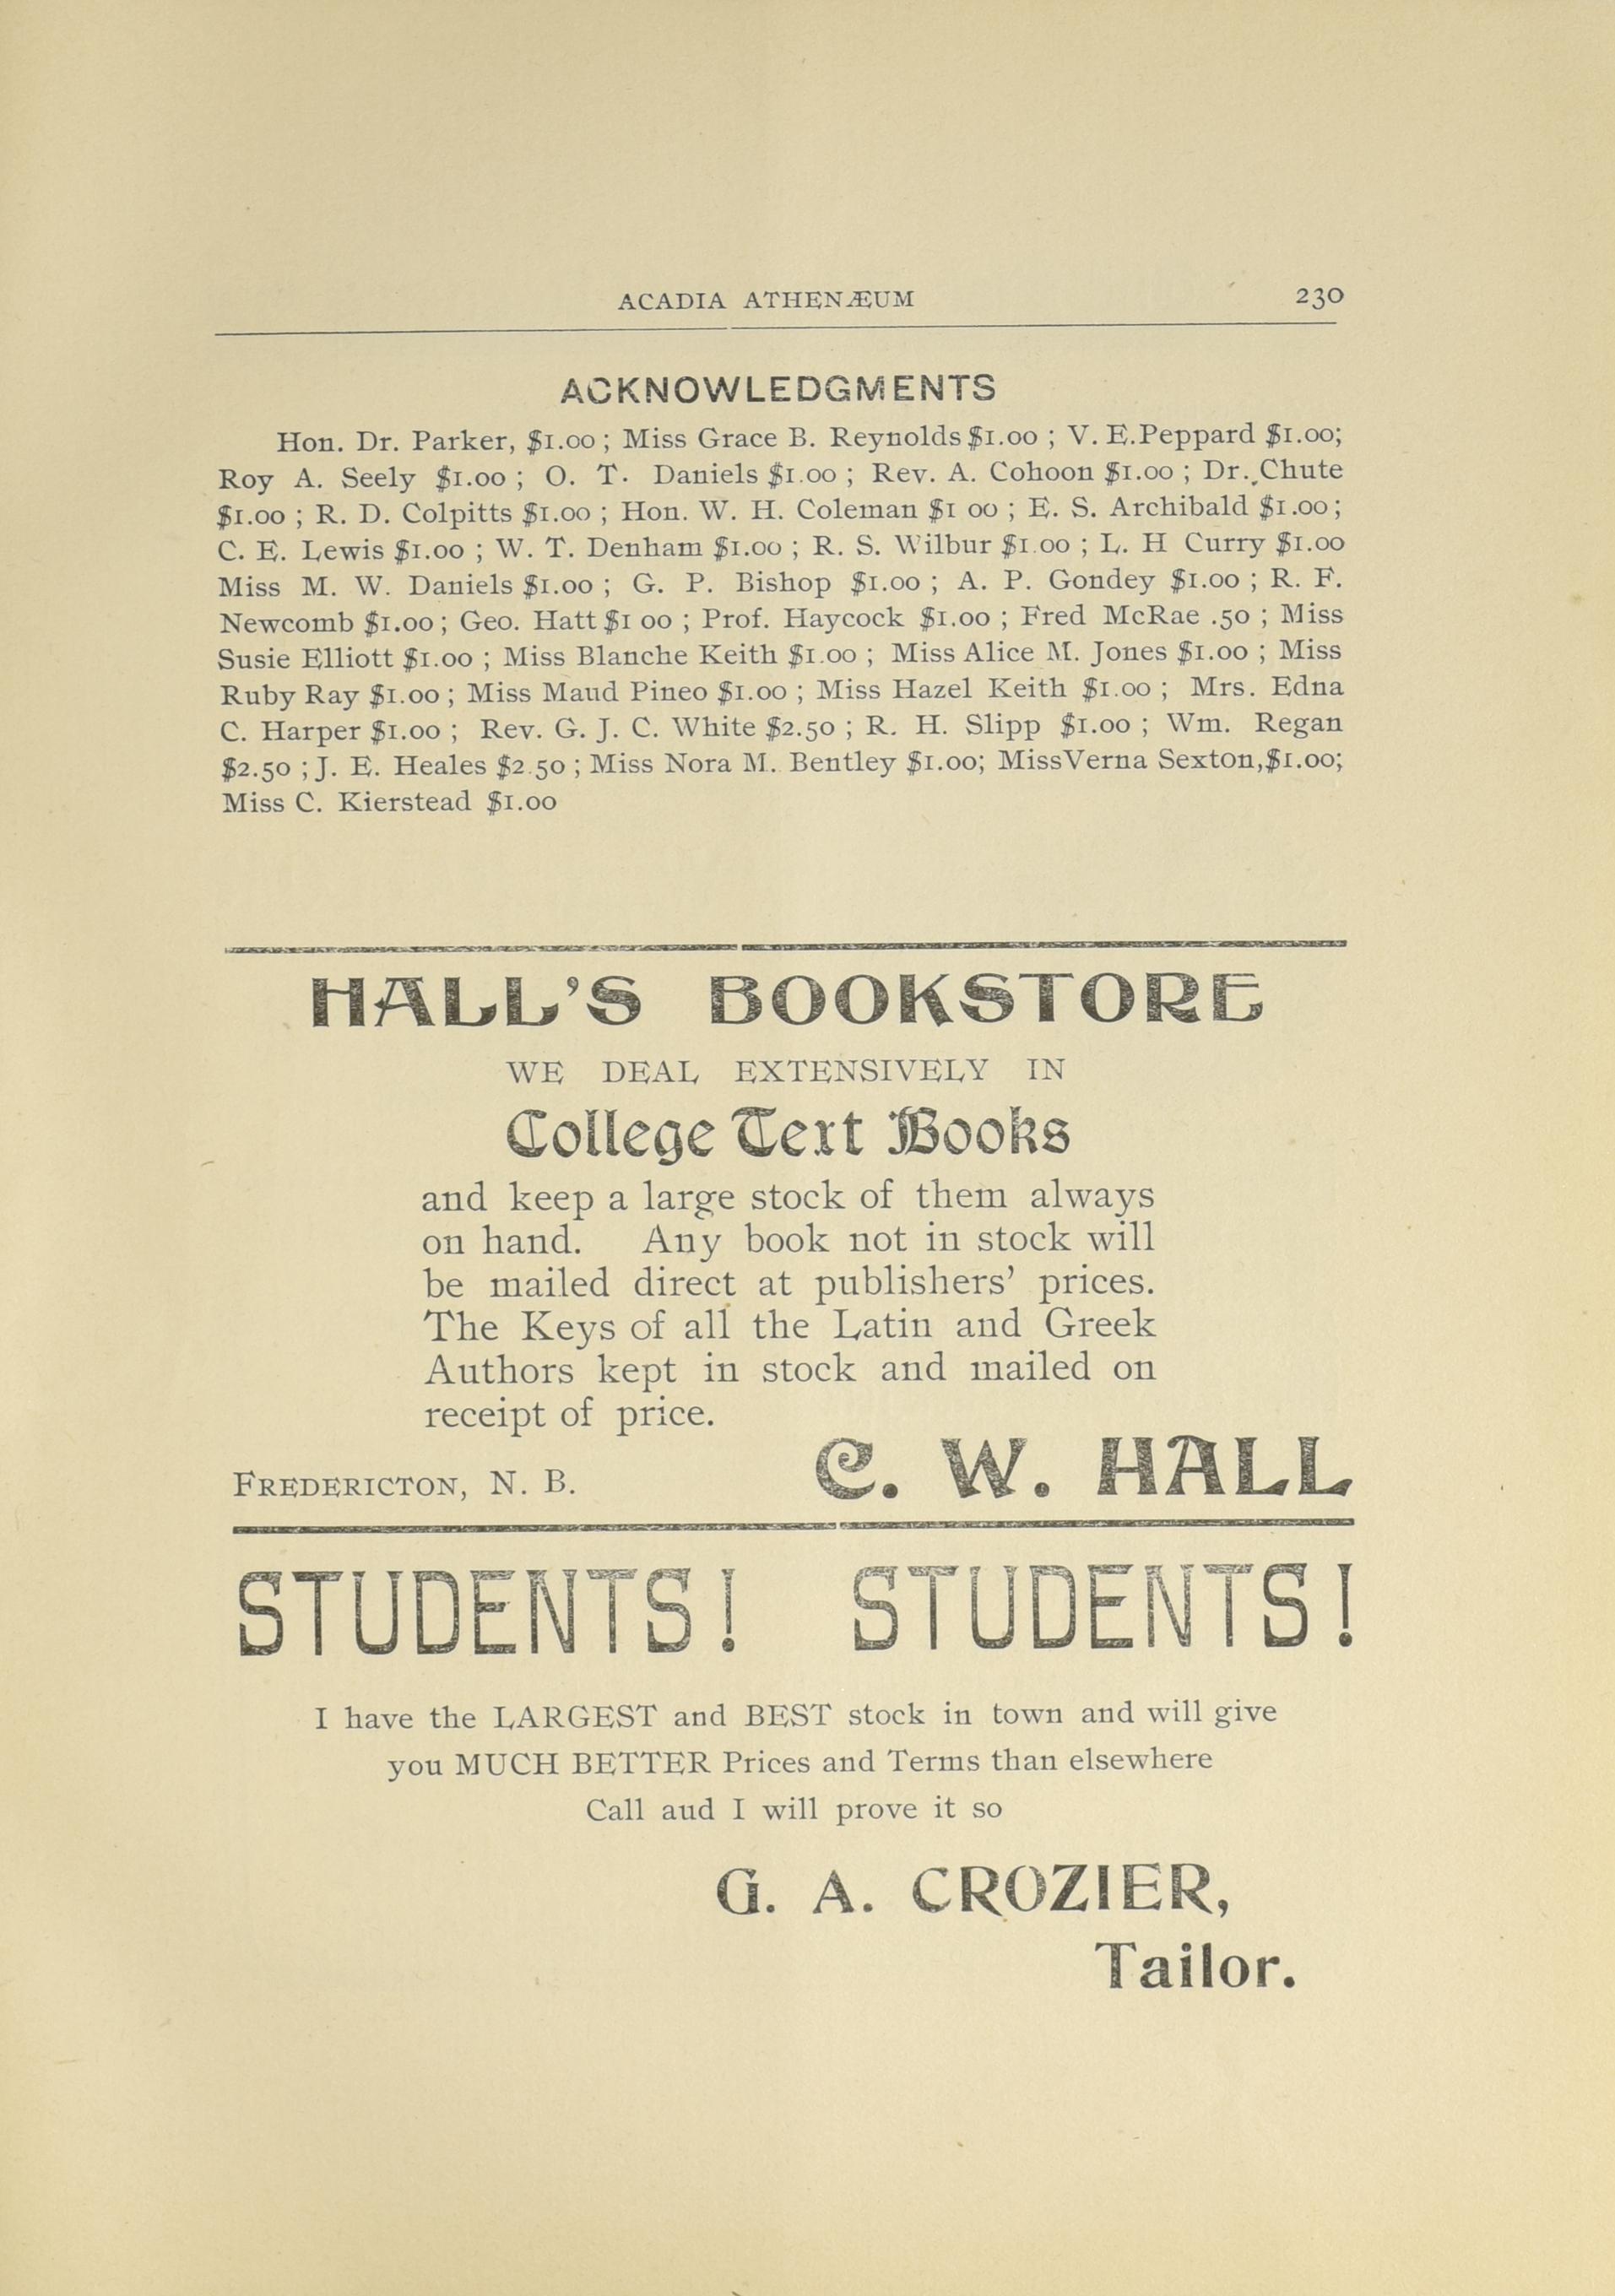 ACADIA ATHENÆUM 230
ACKNOWLEDGMENTS
Hon. Dr. Parker, $1.00 ; Miss Grace B. Reynolds $1.00 ; V. E. Peppard $1.00;
Roy A. Seely $1.00 ; O. T. Daniels $1.00 ; Rev. A. Cohoon $1.00 ; Dr. Chute
$1.00 ; R. D. Colpitts $1.00 ; Hon. W. H. Coleman $1 00 ; E. S. Archibald $1.00;
C. E. Lewis $1.00 ; W. T. Denham $1.00 ; R. S. Wilbur $1.00 ; L. H Curry $1.00
Miss M. W. Daniels $1.00 ; G. P. Bishop $1.00 ; A. P. Gondey $1.00 ; R. F.
Newcomb $1.00 ; Geo. Hatt $1 00 ; Prof. Haycock $1.00 ; Fred McRae .50 ; Miss
Susie Elliott $1.00 ; Miss Blanche Keith $1.00 ; Miss Alice M. Jones $1.00 ; Miss
Ruby Ray $1.00 ; Miss Maud Pineo $1.00 ; Miss Hazel Keith $1.00 ; Mrs. Edna
C. Harper $1.00 ; Rev. G. J. C. White $2.50 ; R. H. Slipp $1.00 ; Wm. Regan
$2.50 ; J. E. Heales $2.50 ; Miss Nora M. Bentley $1.00; MissVerna Sexton,$1.00;
Miss C. Kierstead $1.00
HALL'S BOOKSTORE
WE DEAL EXTENSIVELY IN
College Text Books
and keep a large stock of them always
on hand. Any book not in stock will
be mailed direct at publishers' prices.
The Keys of all the Latin and Greek
Authors kept in stock and mailed on
receipt of price.
FREDERICTON, N. B. C. W. HALL
STUDENTS! STUDENTS!
I have the LARGEST and BEST stock in town and will give
you MUCH BETTER Prices and Terms than elsewhere
Call aud I will prove it so
G. A. CROZIER,
Tailor.